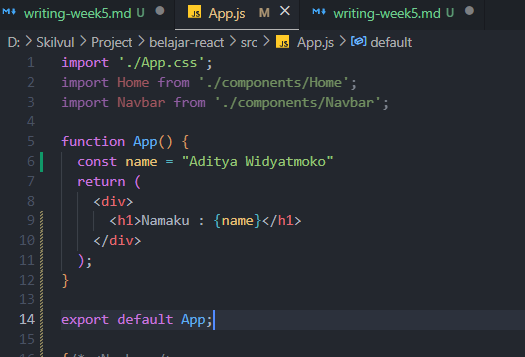 writing-week5.md U
App.js M
writing-week5.md U
D: > Skilvul > Project > belajar-react > src > App.js > default
1 import './App.css';
2 import Home from './components/Home';
3 import Navbar from './components/Navbar';
4
5 function App() {
6 const name = "Aditya Widyatmoko"
7 return (
8 <div>
9 <h1>Namaku : {name}</h1>
10 </div>
11 );
12 }
13
14 export default App;
15